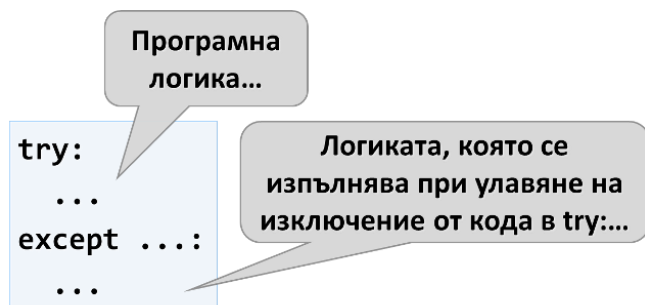 Програмна
логика…
try:
...
except ...:
...
Логиката, която се
изпълнява при улавяне на
изключение от кода в try:…